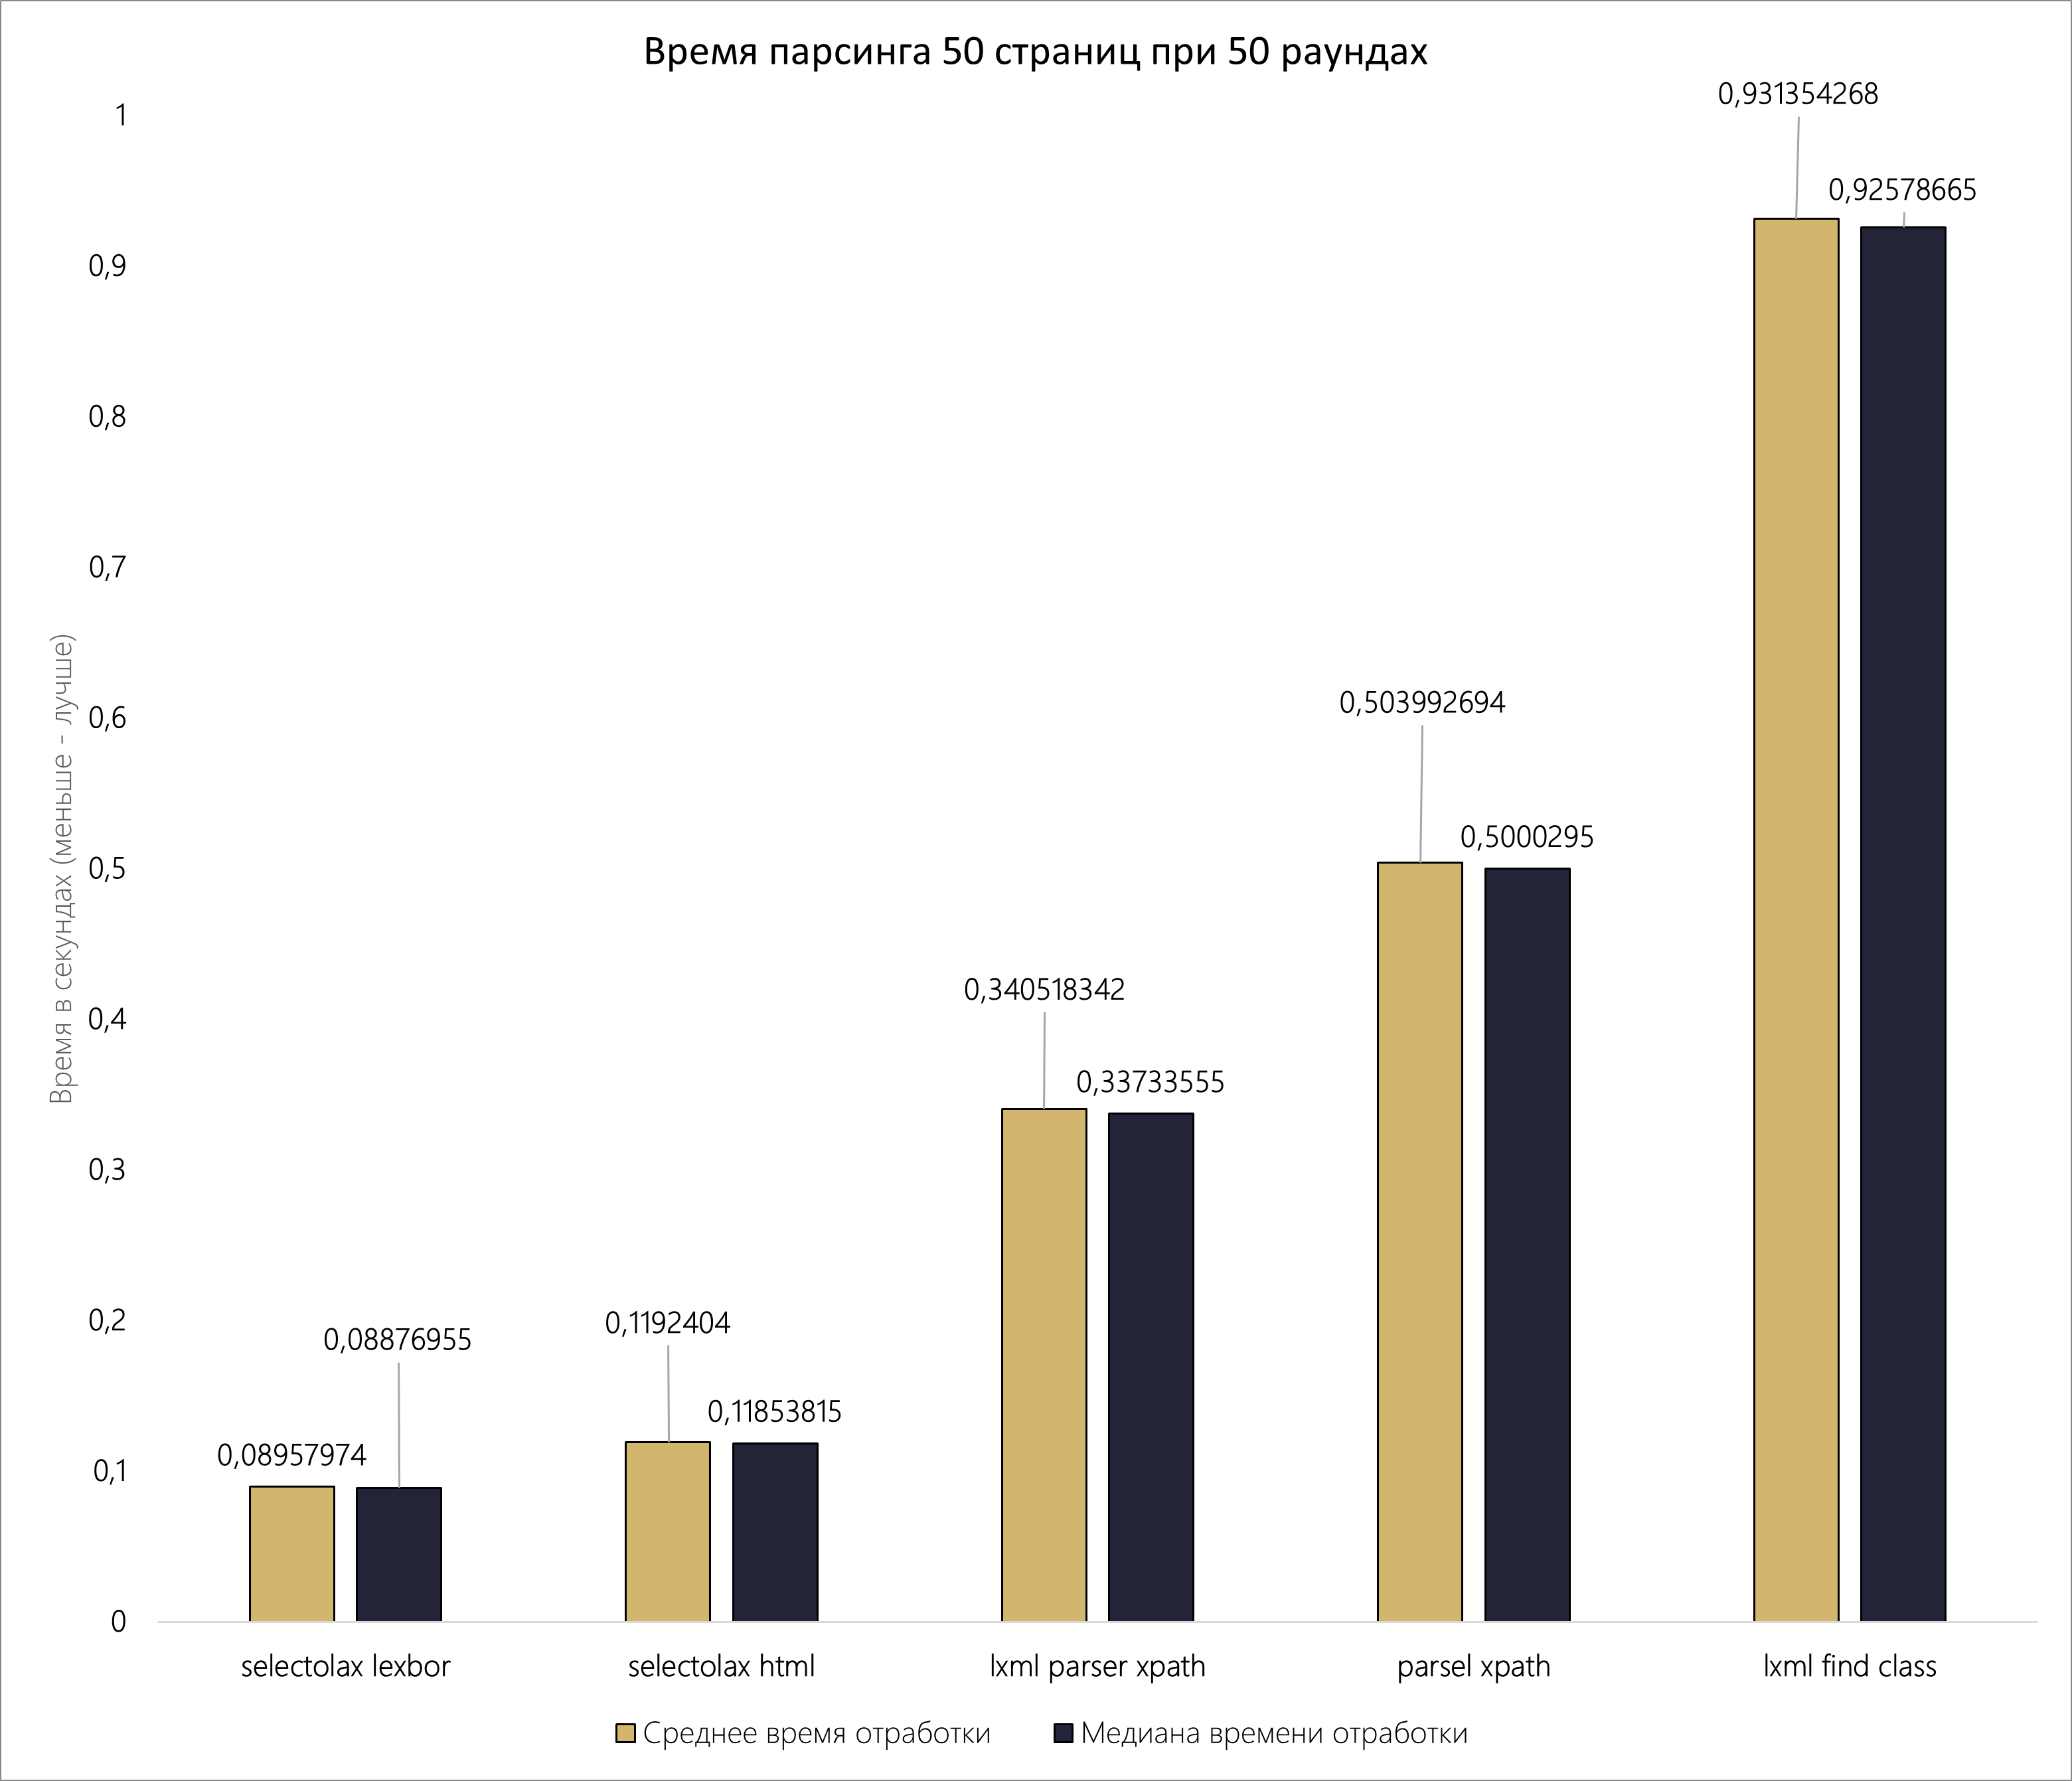 Время парсинга 50 страниц при 50 раундах
Время в секундах (меньше - лучше)
1
0,9
0,8
0,7
0,6
0,5
0,4
0,3
0,2
0,1
0
0,08957974
0,08876955
0,1192404
0,11853815
0,340518342
0,33733555
0,503992694
0,5000295
0,931354268
0,92578665
selectolax lexbor
selectolax html
lxml parser xpath
parsel xpath
lxml find class
Среднее время отработки
Медиана времени отработки